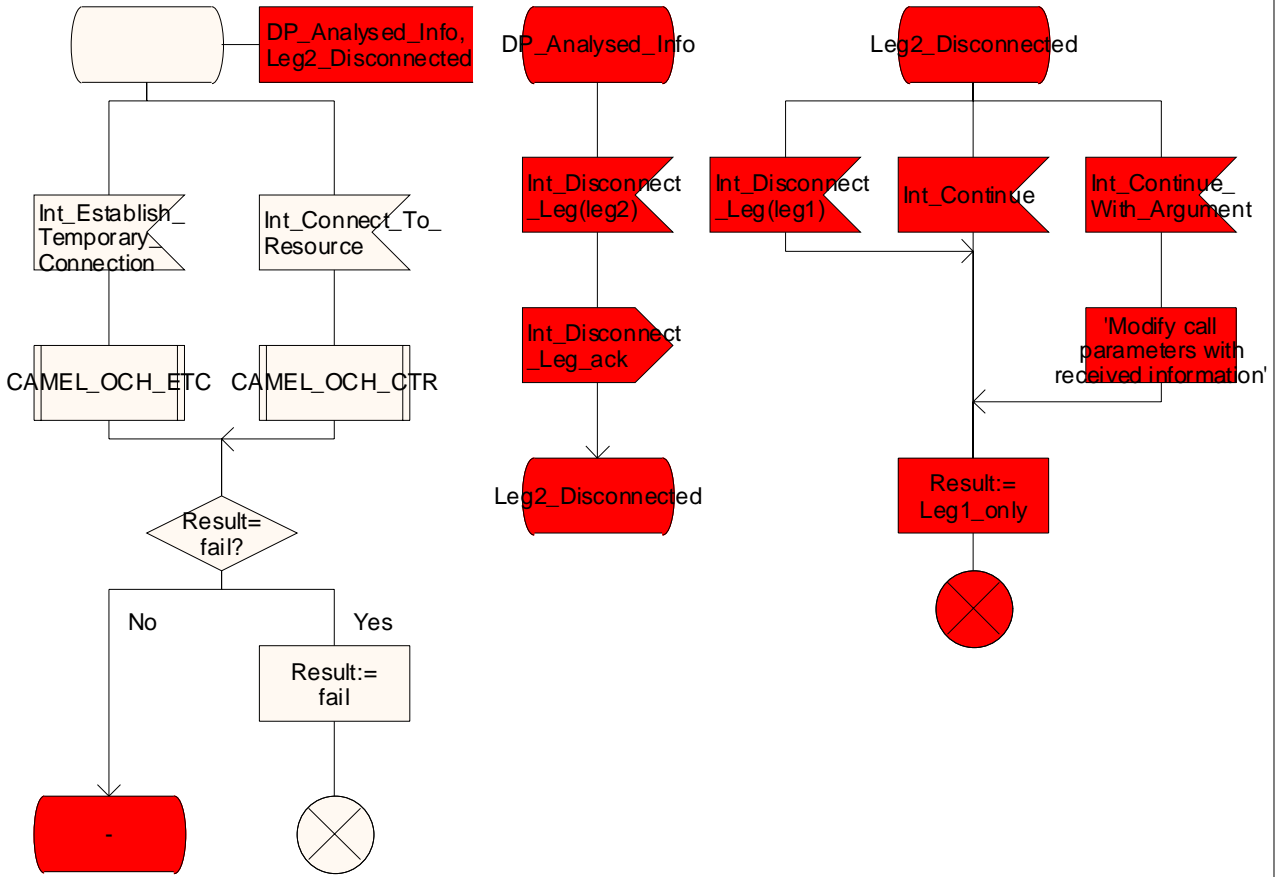 DP_Analysed_Info,
Leg2_Disconnected
Int_Establish_
Temporary_
Connection
Int_Connect_To_
Resource
CAMEL_OCH_ETC
CAMEL_OCH_CTR
Result=
fail?
No
Yes
Result:=
fail
-
DP_Analysed_Info
Int_Disconnect
_Leg(leg2)
Int_Disconnect
_Leg_ack
Leg2_Disconnected
Leg2_Disconnected
Int_Disconnect
_Leg(leg1)
Int_Continue
Int_Continue_
With_Argument
'Modify call
parameters with
received information'
Result:=
Leg1_only